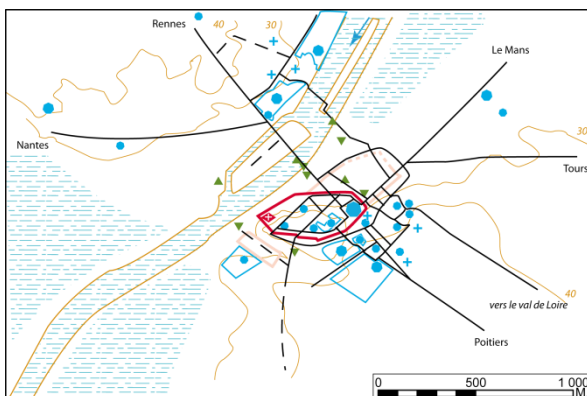 Rennes
40
30
Le Mans
30
Nantes
Tours
40
vers le val de Loire
Poitiers
0 500 1 000
M